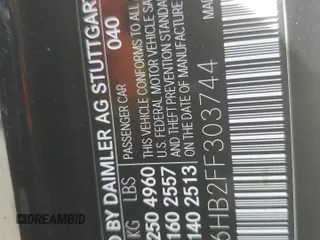 D BY DAIMLER AG STUTTGAR
040
PASSENGER CAR
THIS VEHICLE CONFORMS TO ALL
U.S. FEDERAL MOTOR VEHICLE SA
AND THEFT PREVENTION STANDAR
ON THE DATE OF MANUFACTURE
MAD
KG LBS
250 4960
160 2557
140 2513
6HB2FF303744
DREAMBID